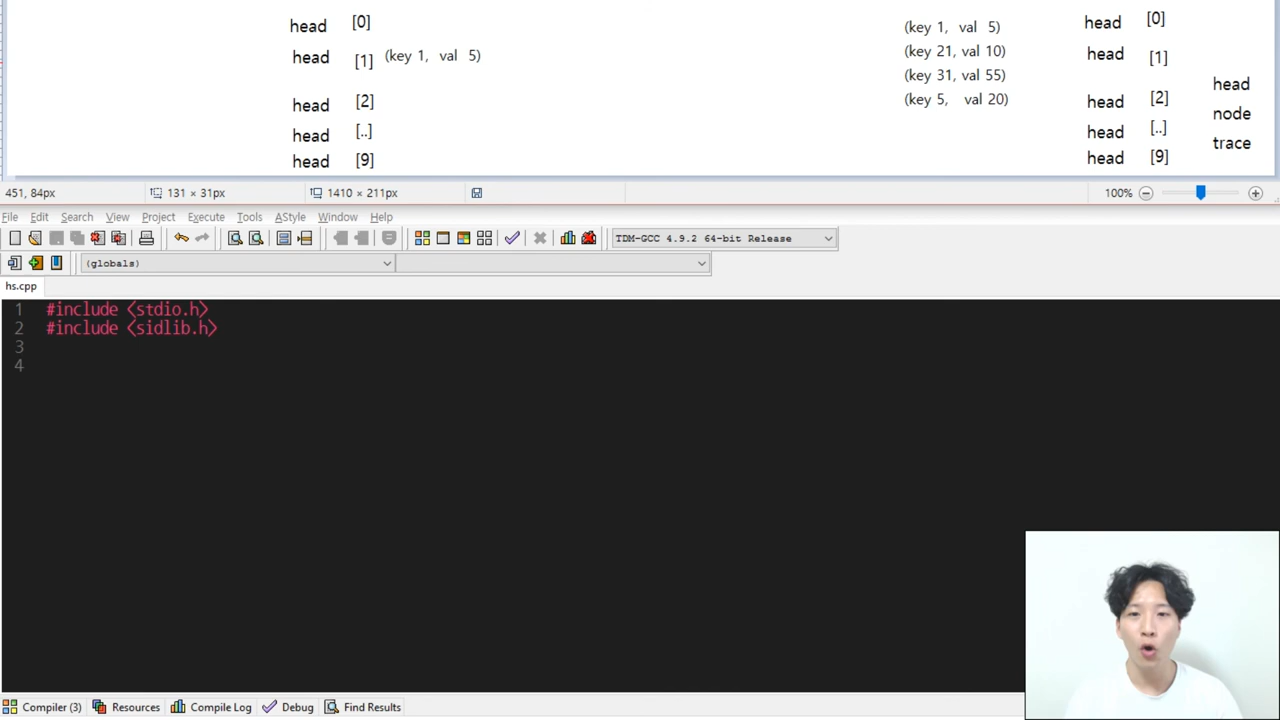 head [0]
head [1] (key 1, val 5)
head [2]
head [..]
head [9]
(key 1, val 5)
(key 21, val 10)
(key 31, val 55)
(key 5, val 20)
head [0]
head [1]
head [2]
head [..]
head [9]
head
node
trace
451, 84px 131 × 31px 1410 × 211px 100%
File Edit Search View Project Execute Tools AStyle Window Help
TDM-GCC 4.9.2 64-bit Release
(globals)
hs.cpp
1 #include <stdio.h>
2 #include <sidlib.h>
3
4
Compiler (3) Resources Compile Log Debug Find Results